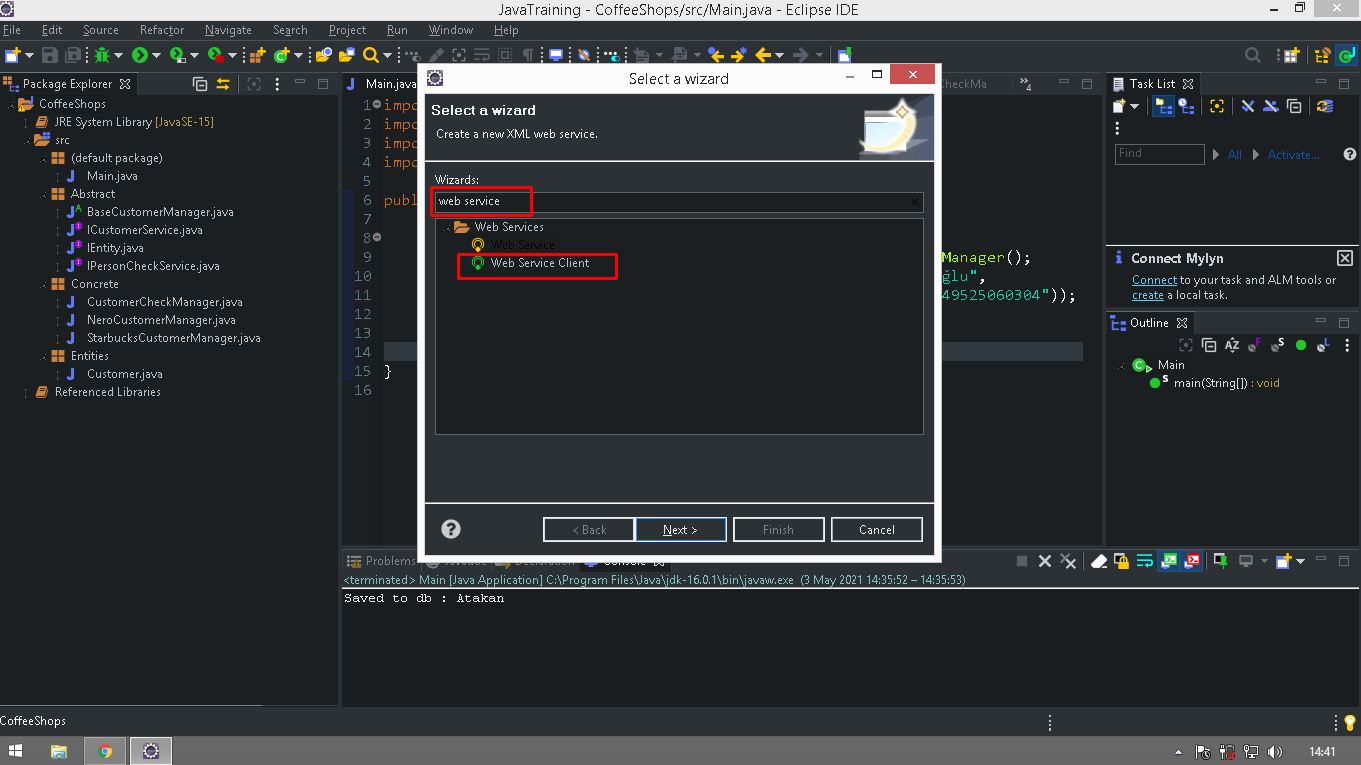 JavaTraining - CoffeeShops/src/Main.java - Eclipse IDE
File Edit Source Refactor Navigate Search Project Run Window Help
Package Explorer
CoffeeShops
JRE System Library [JavaSE-15]
src
(default package)
Main.java
Abstract
BaseCustomerManager.java
ICustomerService.java
IEntity.java
IPersonCheckService.java
Concrete
CustomerCheckManager.java
NeroCustomerManager.java
StarbucksCustomerManager.java
Entities
Customer.java
Referenced Libraries
Main.java
CheckMa
4
1 impo
2 impo
3 impo
4 impo
5
6 publ
7
8
9 Manager();
10 ğlu",
11 49525060304"));
12
13
14
15 }
16
Select a wizard
Select a wizard
Create a new XML web service.
Wizards:
web service
Web Services
Web Service
Web Service Client
< Back Next > Finish Cancel
Task List
Find All Activate...
Connect Mylyn
Connect to your task and ALM tools or
create a local task.
Outline
Main
main(String[]) : void
Problems Javadoc Declaration Console
<terminated> Main [Java Application] C:\Program Files\Java\jdk-16.0.1\bin\javaw.exe (3 May 2021 14:35:52 – 14:35:53)
Saved to db : Atakan
CoffeeShops
14:41